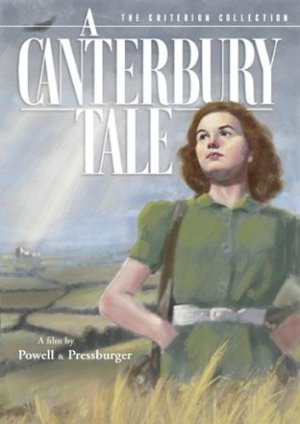 THE CRITERION COLLECTION
A
CANTERBURY
TALE
A film by
Powell & Pressburger